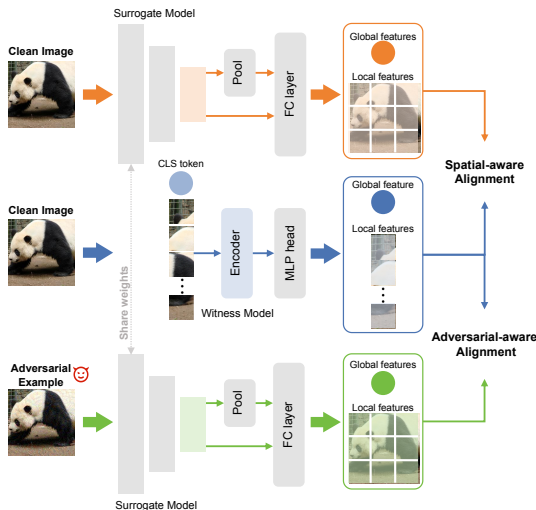 Surrogate Model
Clean Image
Pool
FC layer
Global features
Local features
Spatial-aware
Alignment
CLS token
Clean Image
Encoder
MLP head
Witness Model
Global feature
Local features
Share weights
Adversarial-aware
Alignment
Adversarial
Example
Pool
FC layer
Global features
Local features
Surrogate Model